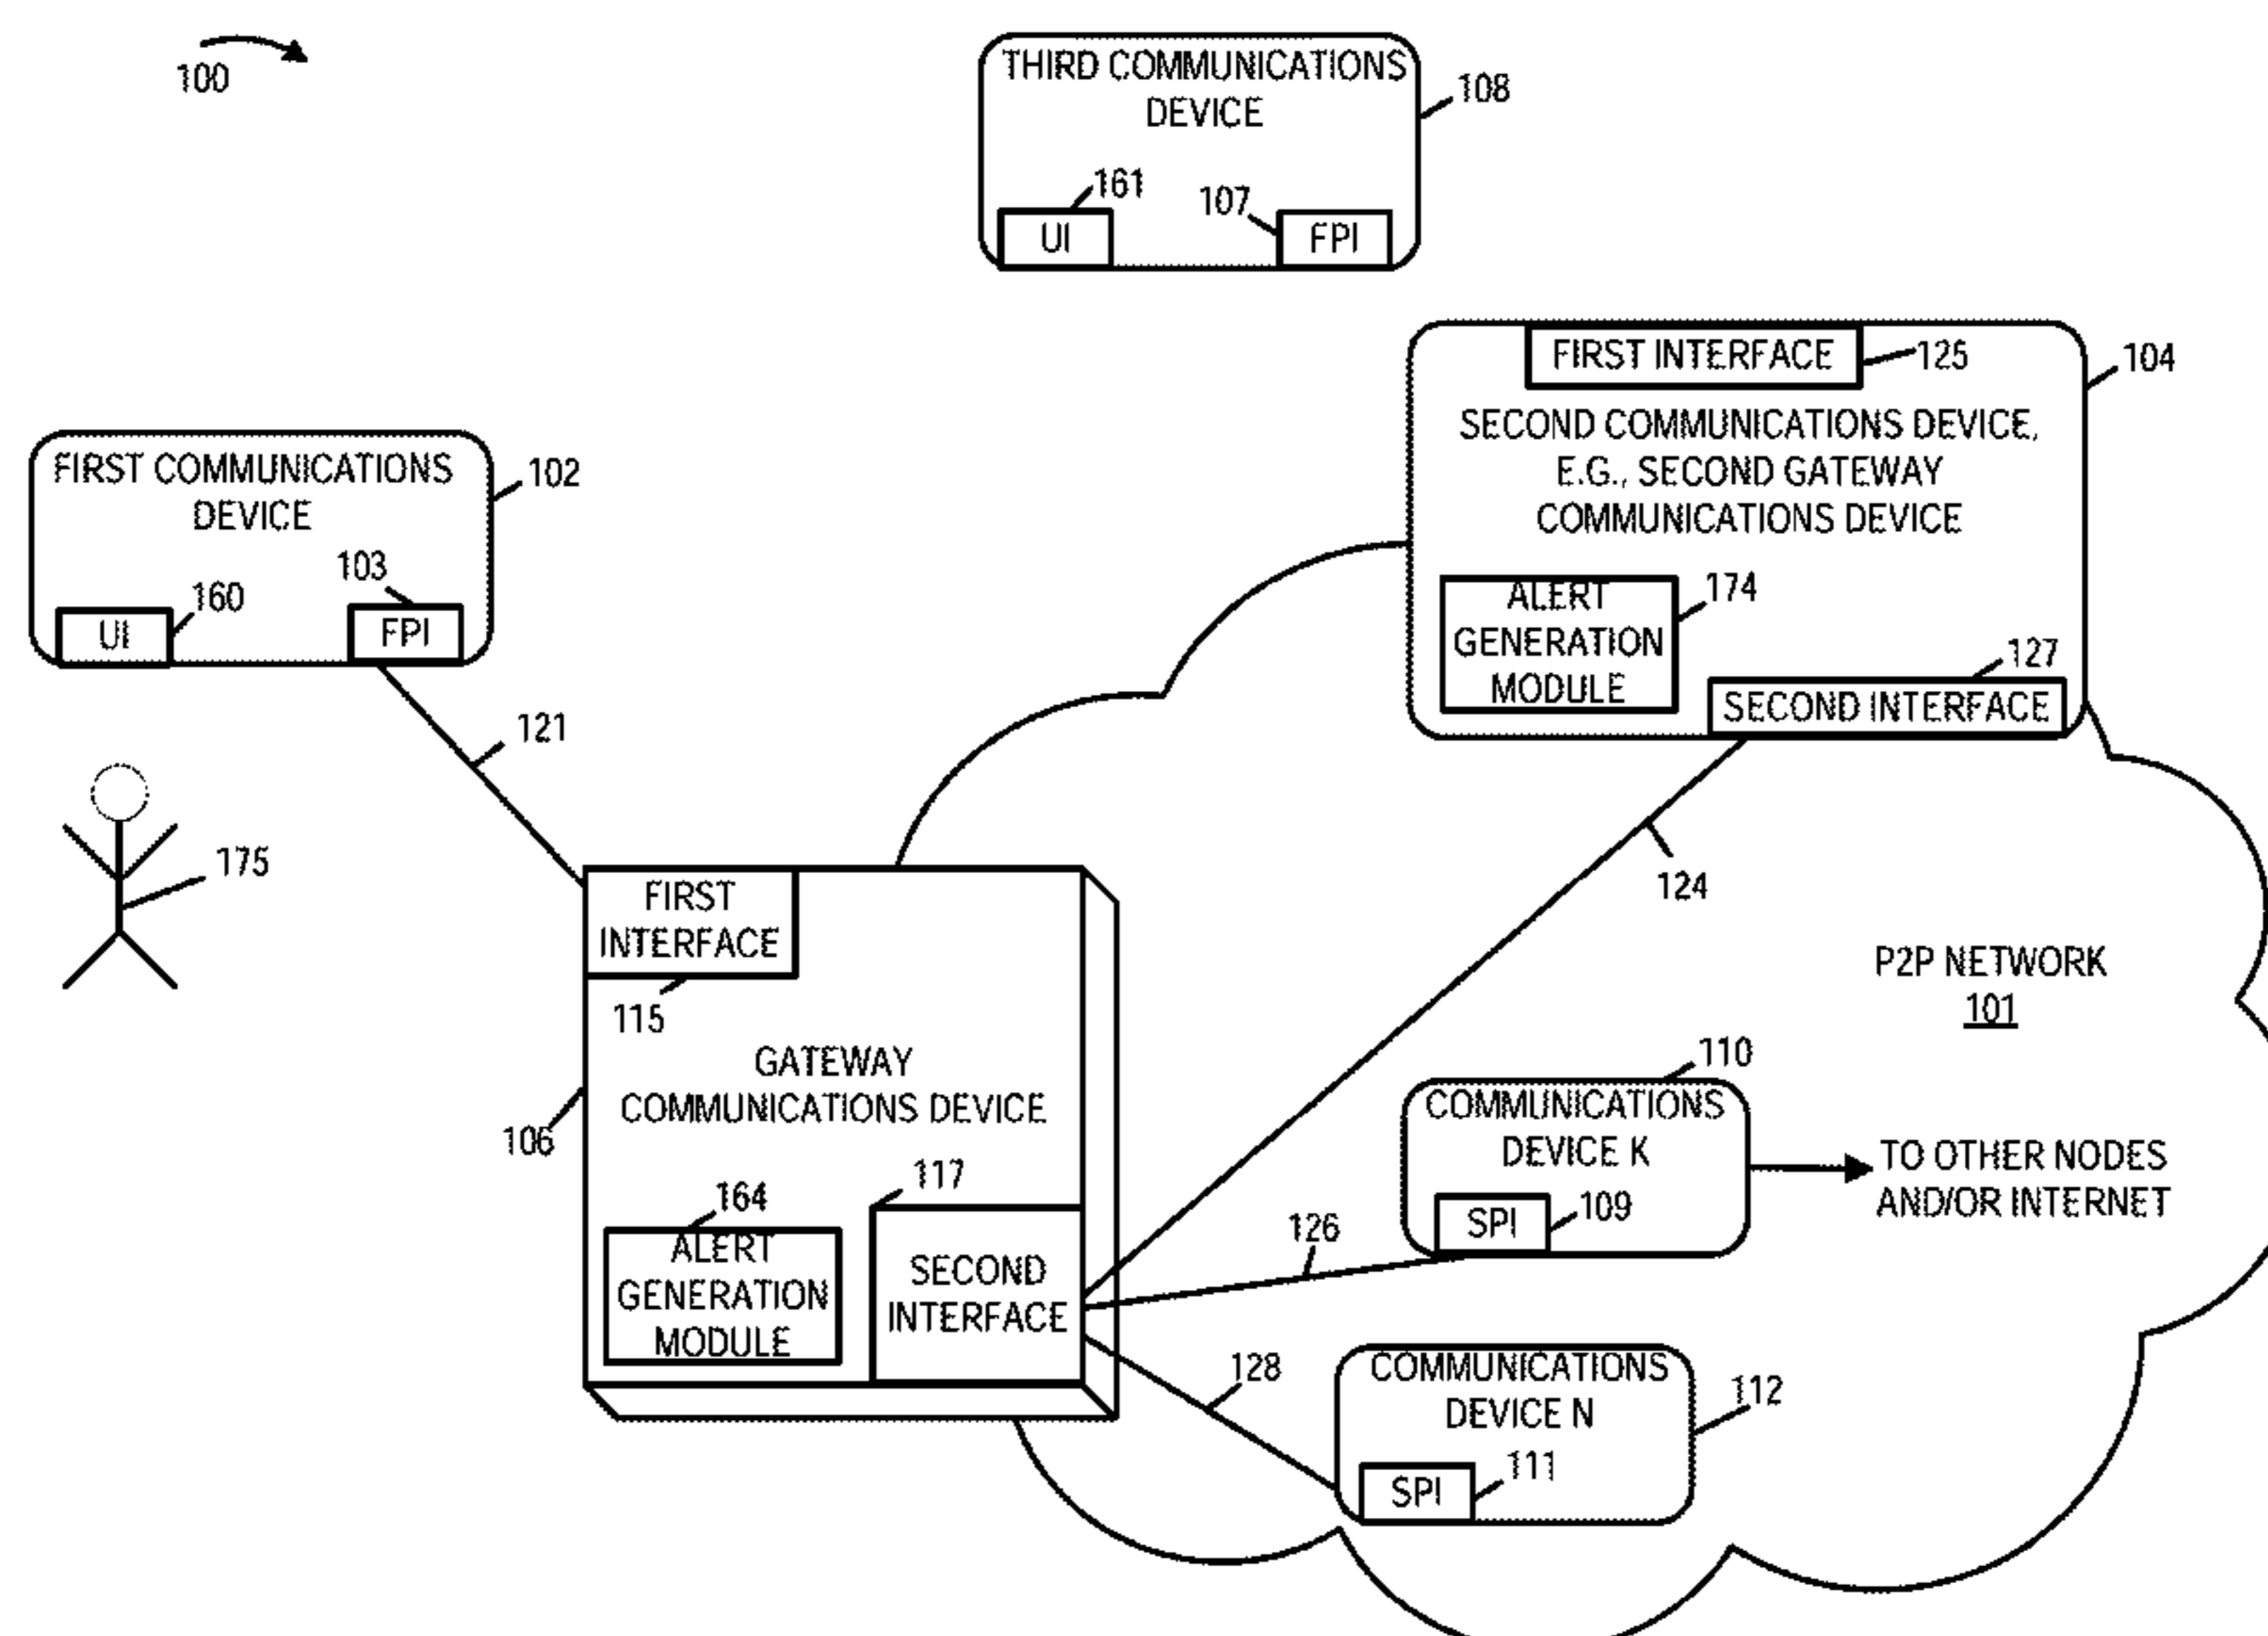 100
THIRD COMMUNICATIONS
DEVICE
108
161
107
UI
FPI
FIRST INTERFACE
125
104
SECOND COMMUNICATIONS DEVICE,
E.G., SECOND GATEWAY
COMMUNICATIONS DEVICE
ALERT
GENERATION
MODULE
174
127
SECOND INTERFACE
FIRST COMMUNICATIONS
DEVICE
102
103
160
UI
FPI
121
175
124
FIRST
INTERFACE
115
GATEWAY
COMMUNICATIONS DEVICE
106
117
164
ALERT
GENERATION
MODULE
SECOND
INTERFACE
P2P NETWORK
101
110
COMMUNICATIONS
DEVICE K
SPI
109
TO OTHER NODES
AND/OR INTERNET
126
128
COMMUNICATIONS
DEVICE N
112
SPI
111